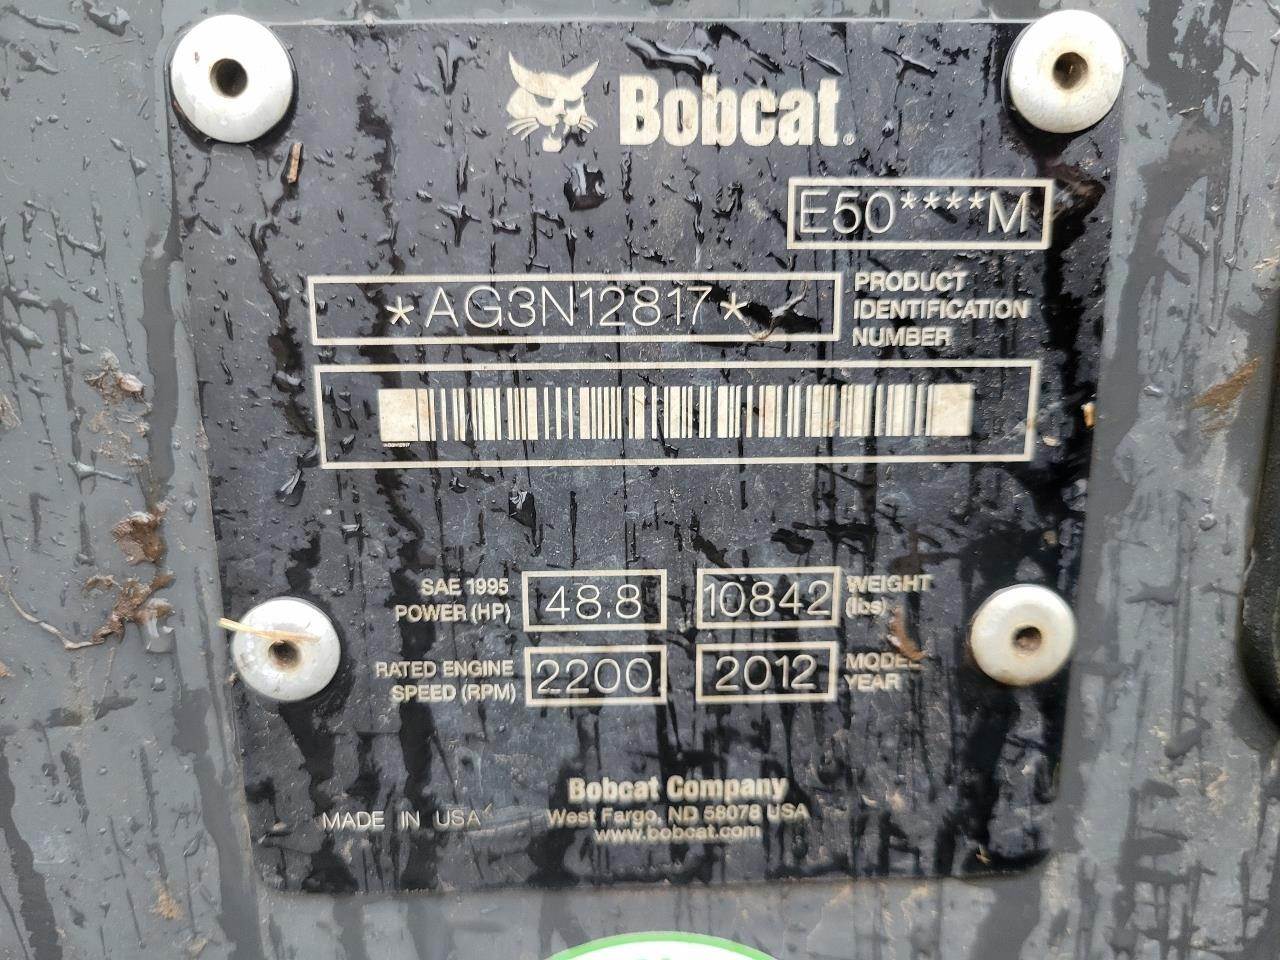 Bobcat®
E50****M
*AG3N12817*
PRODUCT
IDENTIFICATION
NUMBER
SAE 1995
POWER (HP)
48.8
10842
WEIGHT
(lbs)
RATED ENGINE
SPEED (RPM)
2200
2012
MODEL
YEAR
MADE IN USA
Bobcat Company
West Fargo, ND 58078 USA
www.bobcat.com